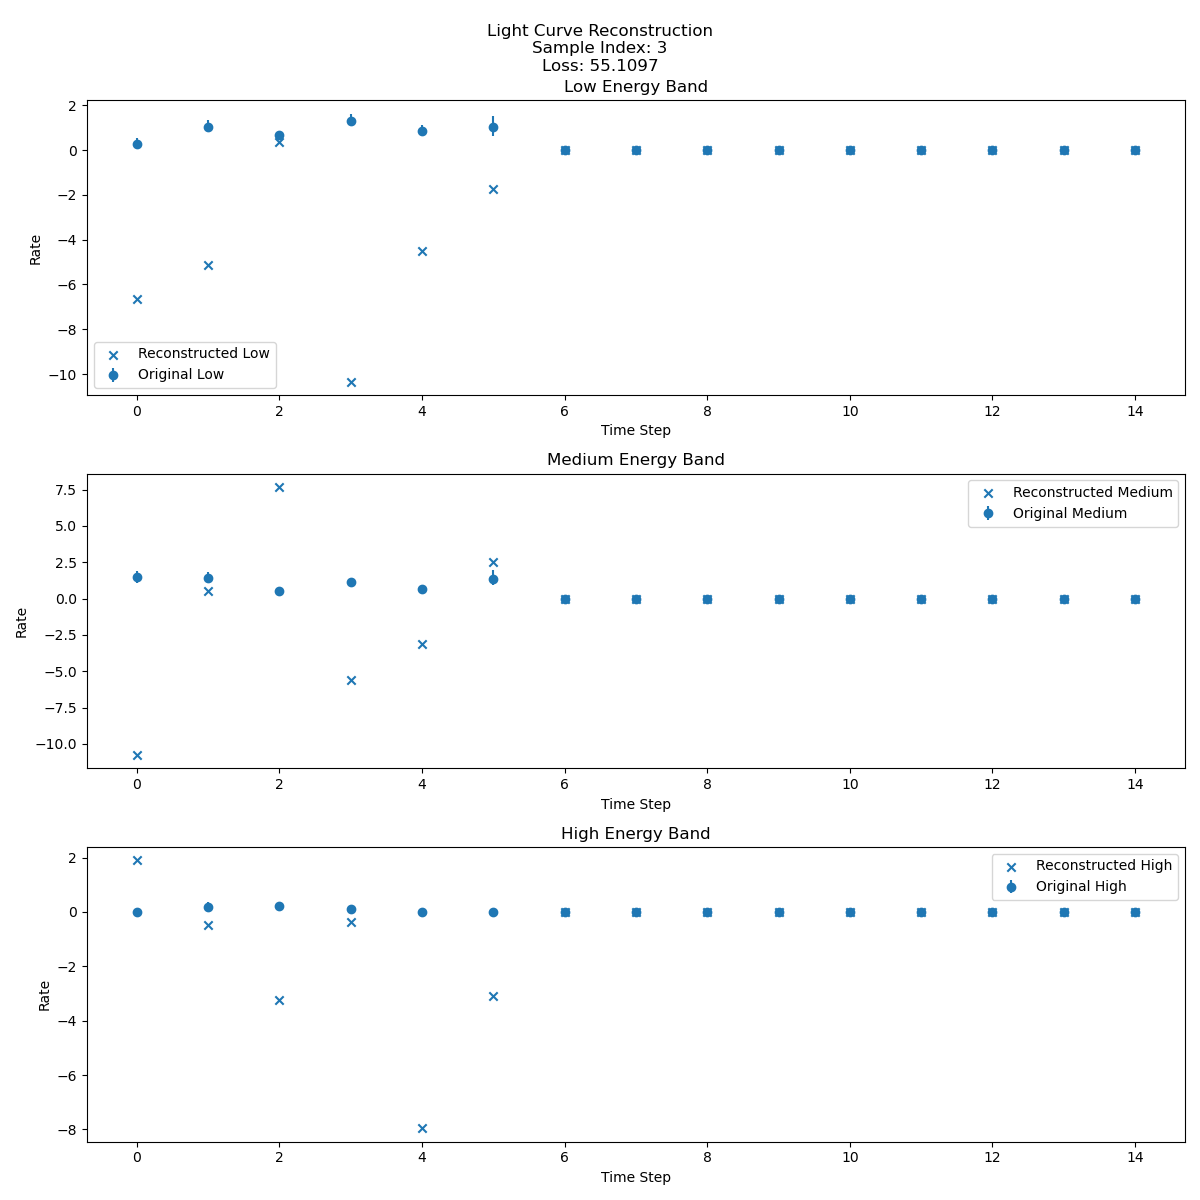 Light Curve Reconstruction
Sample Index: 3
Loss: 55.1097
Low Energy Band
2
0
−2
−4
−6
−8
−10
Rate
Reconstructed Low
Original Low
0 2 4 6 8 10 12 14
Time Step
Medium Energy Band
7.5
5.0
2.5
0.0
−2.5
−5.0
−7.5
−10.0
Rate
Reconstructed Medium
Original Medium
0 2 4 6 8 10 12 14
Time Step
High Energy Band
2
0
−2
−4
−6
−8
Rate
Reconstructed High
Original High
0 2 4 6 8 10 12 14
Time Step